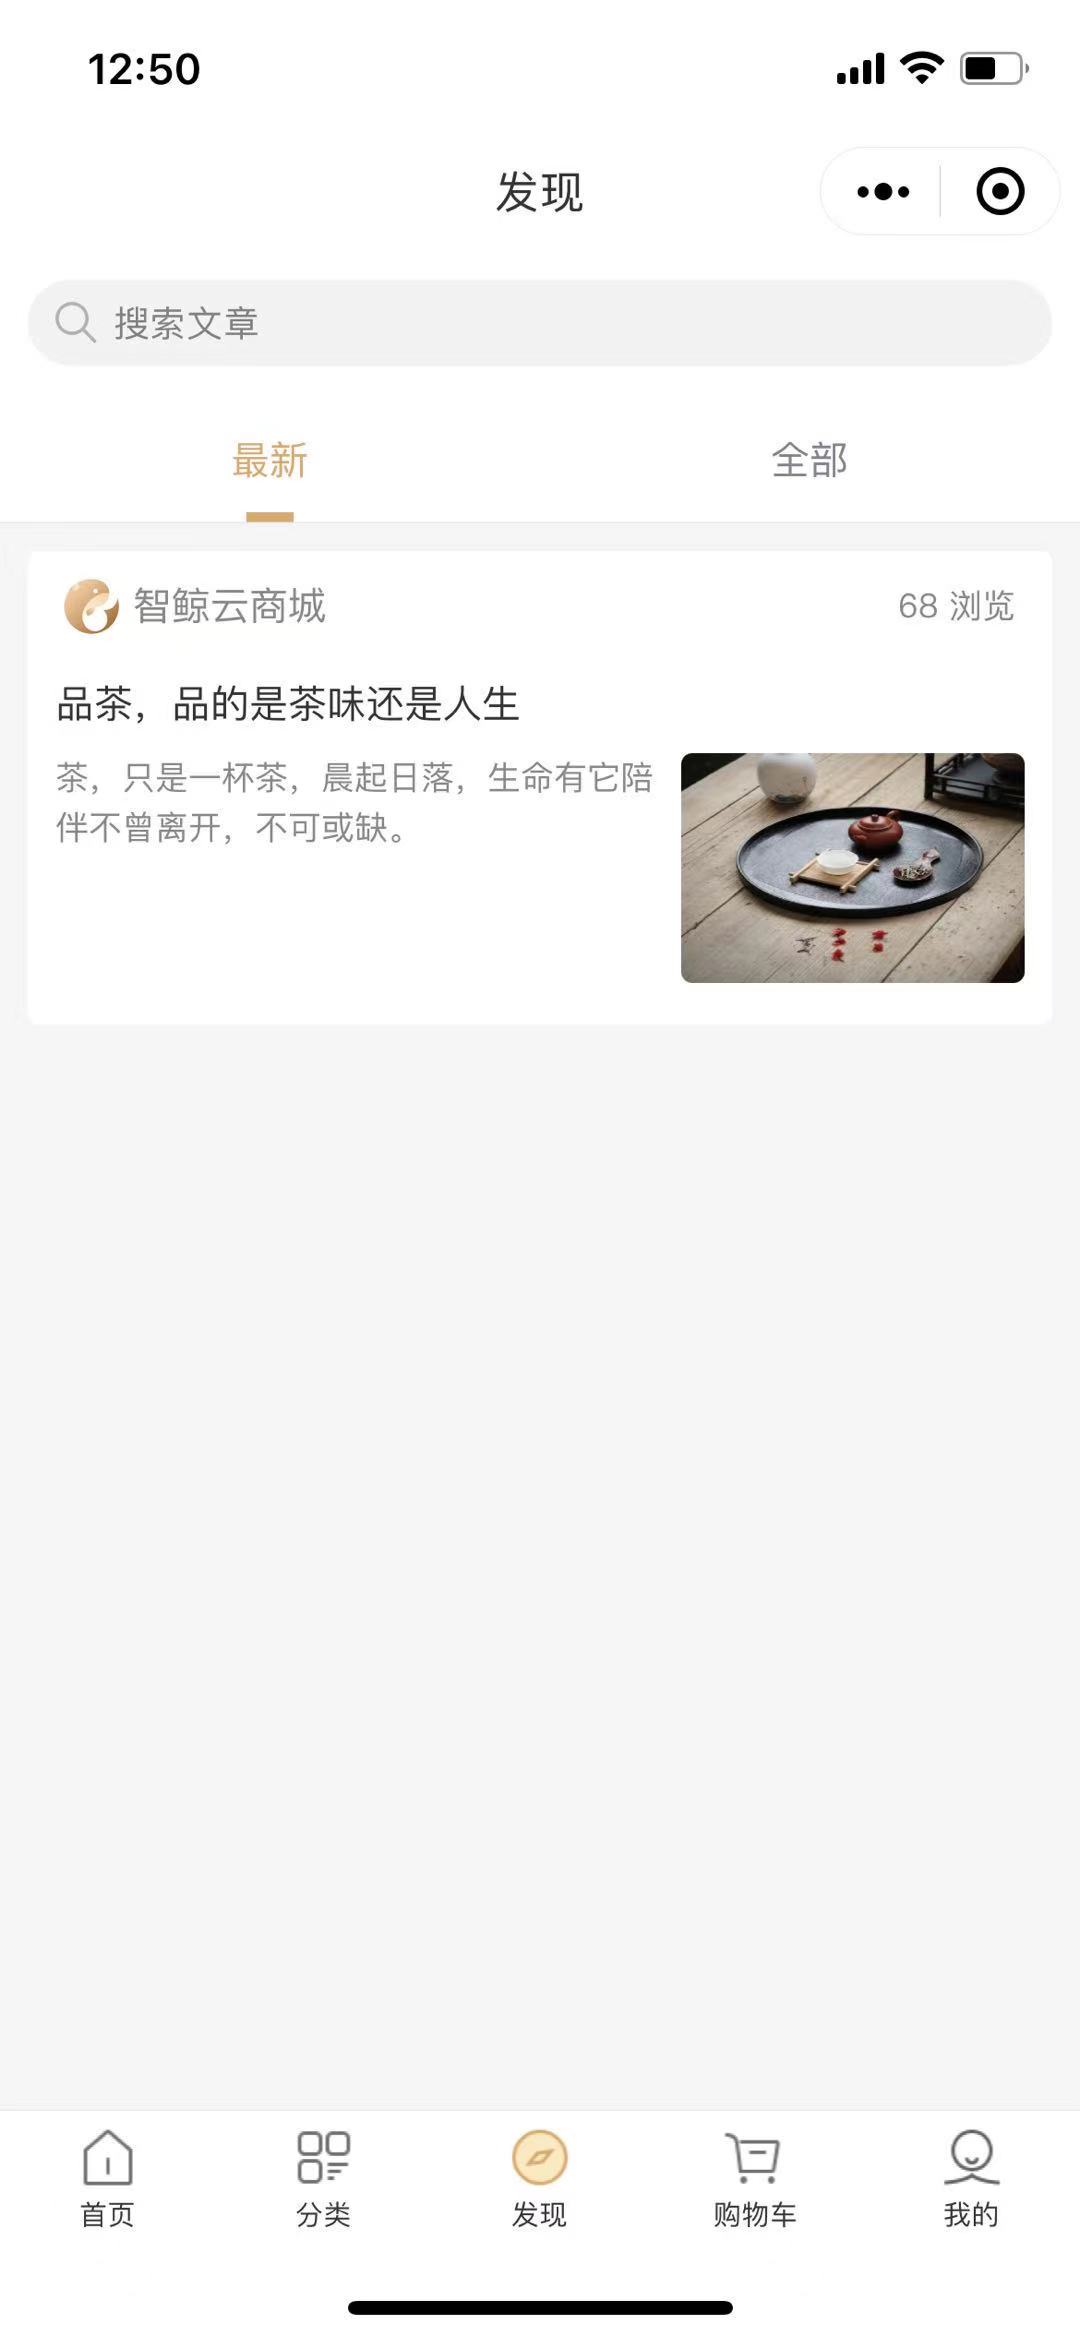 12:50
发现
搜索文章
最新
全部
智鲸云商城
68 浏览
品茶，品的是茶味还是人生
茶，只是一杯茶，晨起日落，生命有它陪
伴不曾离开，不可或缺。
首页
分类
发现
购物车
我的